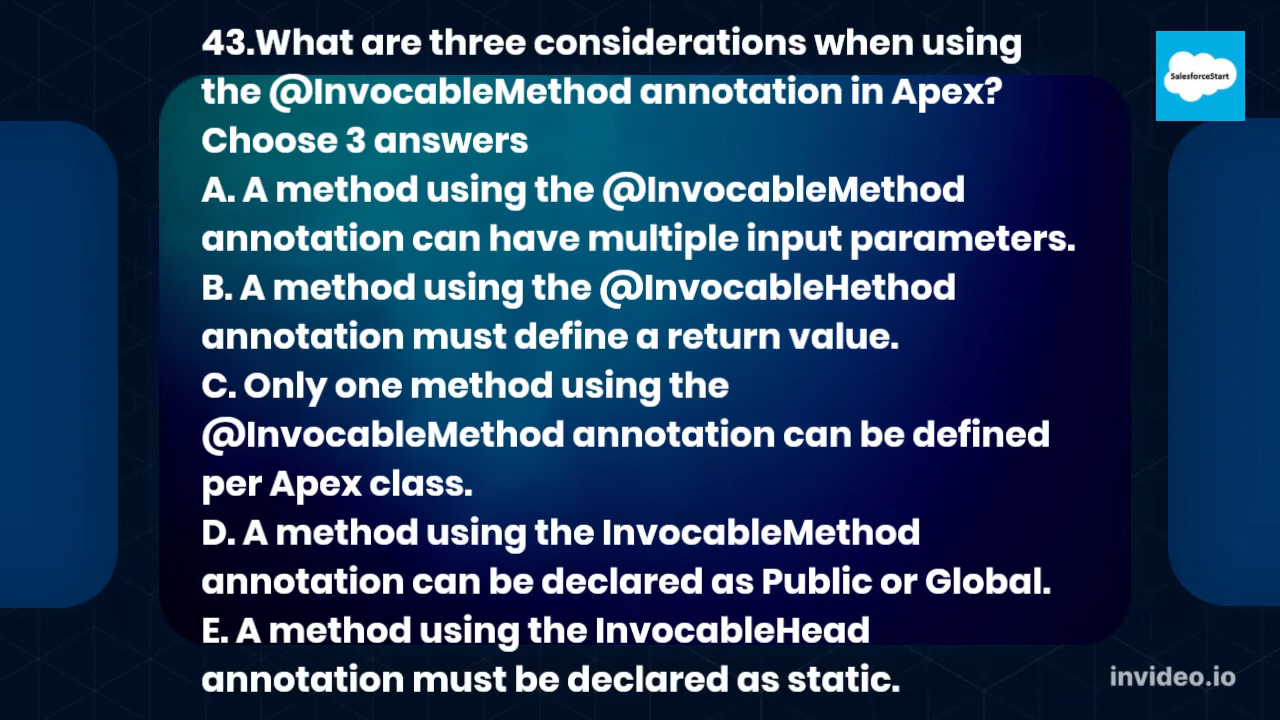 43.What are three considerations when using
the @InvocableMethod annotation in Apex?
Choose 3 answers
A. A method using the @InvocableMethod
annotation can have multiple input parameters.
B. A method using the @InvocableHethod
annotation must define a return value.
C. Only one method using the
@InvocableMethod annotation can be defined
per Apex class.
D. A method using the InvocableMethod
annotation can be declared as Public or Global.
E. A method using the InvocableHead
annotation must be declared as static.
SalesforceStart
invideo.io